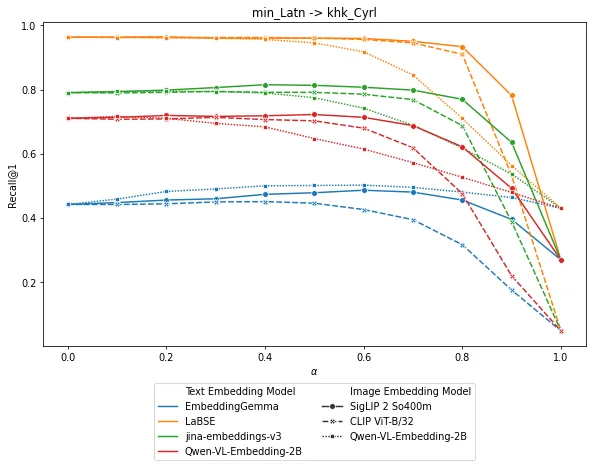 min_Latn -> khk_Cyrl
1.0
0.8
0.6
0.4
0.2
Recall@1
0.0 0.2 0.4 0.6 0.8 1.0
α
Text Embedding Model
EmbeddingGemma
LaBSE
jina-embeddings-v3
Qwen-VL-Embedding-2B
Image Embedding Model
SigLIP 2 So400m
CLIP ViT-B/32
Qwen-VL-Embedding-2B